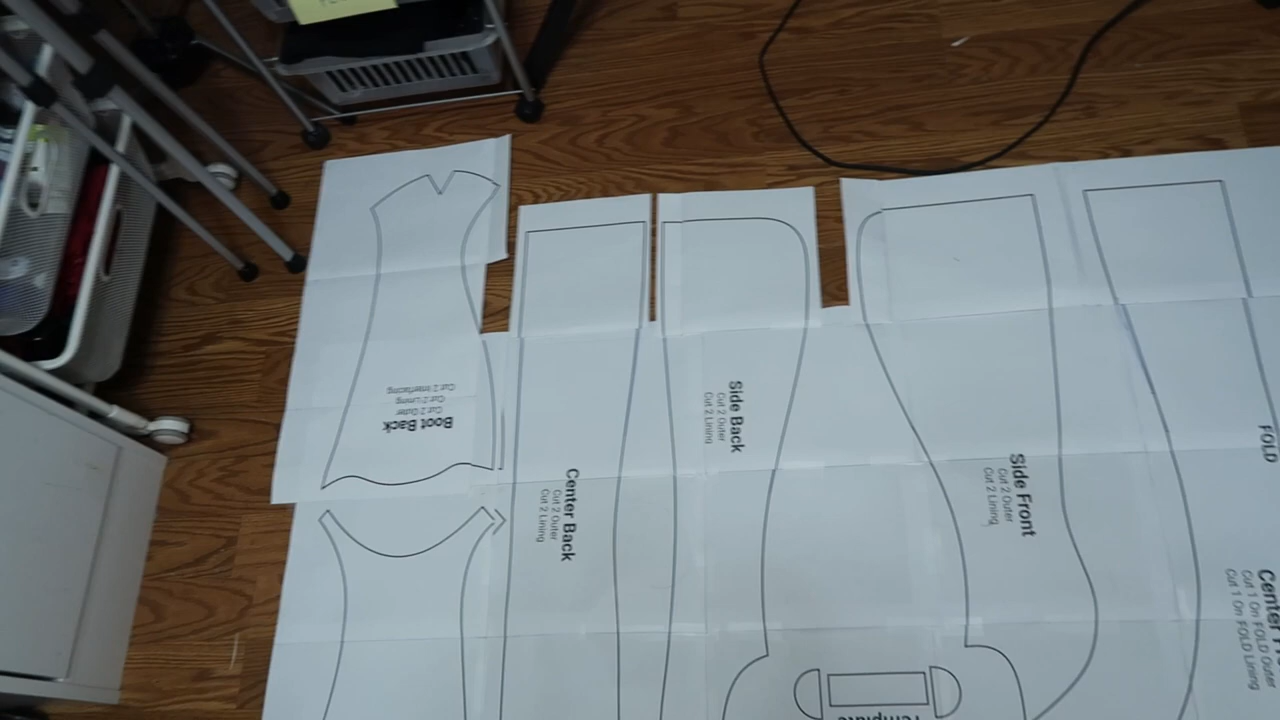 Boot Back
Cut 2 Outer
Cut 2 Lining
Cut 2 Interfacing
Center Back
Cut 2 Outer
Cut 2 Lining
Side Back
Cut 2 Outer
Cut 2 Lining
Side Front
Cut 2 Outer
Cut 2 Lining
FOLD
Center
Cut 1 On FOLD Outer
Cut 1 On FOLD Lining
Template